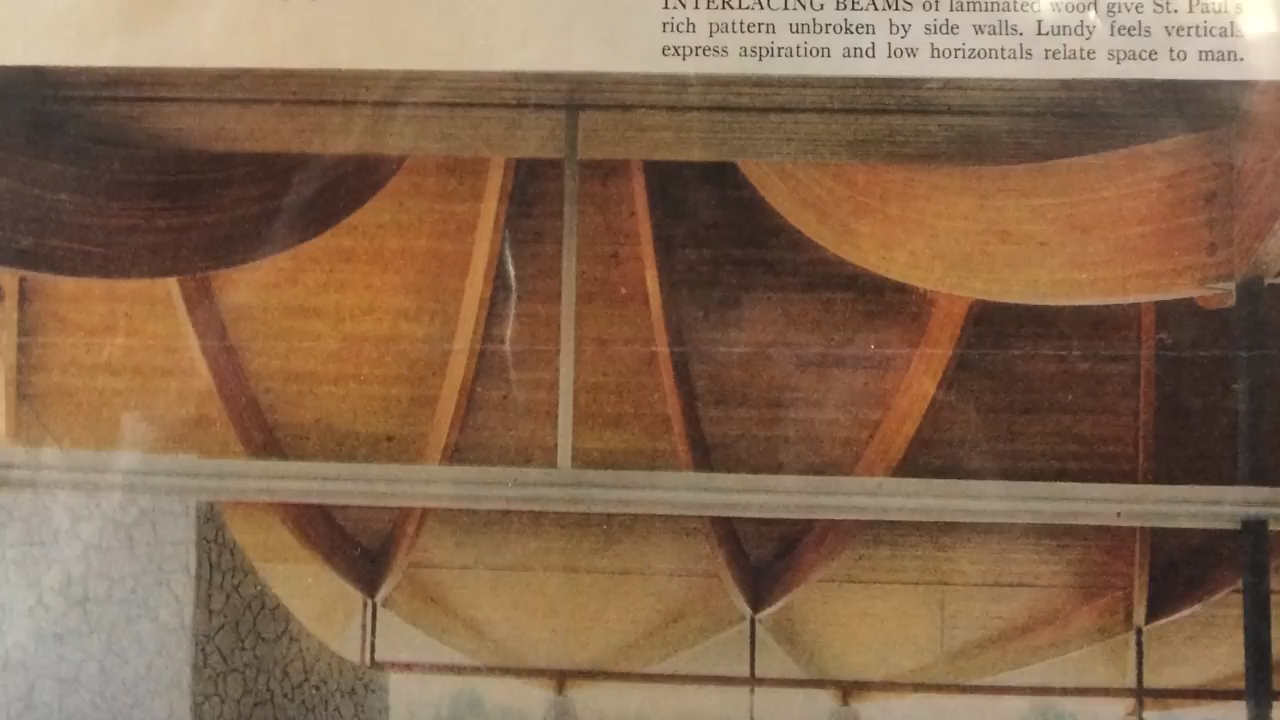 INTERLACING BEAMS of laminated wood give St. Paul's
rich pattern unbroken by side walls. Lundy feels verticals
express aspiration and low horizontals relate space to man.